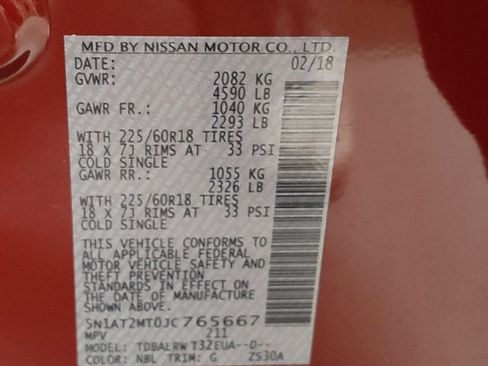 MFD BY NISSAN MOTOR CO., LTD.
DATE: 02/18
GVWR: 2082 KG
4590 LB
GAWR FR.: 1040 KG
2293 LB
WITH 225/60R18 TIRES
18 X 7J RIMS AT 33 PSI
COLD SINGLE
GAWR RR.: 1055 KG
2326 LB
WITH 225/60R18 TIRES
18 X 7J RIMS AT 33 PSI
COLD SINGLE
THIS VEHICLE CONFORMS TO
ALL APPLICABLE FEDERAL
MOTOR VEHICLE SAFETY AND
THEFT PREVENTION
STANDARDS IN EFFECT ON
THE DATE OF MANUFACTURE
SHOWN ABOVE.
5N1AT2MT0JC765667
MPV 211
MODEL: TDBALRW T32EUA--D--
COLOR: NBL TRIM: G ZS30A